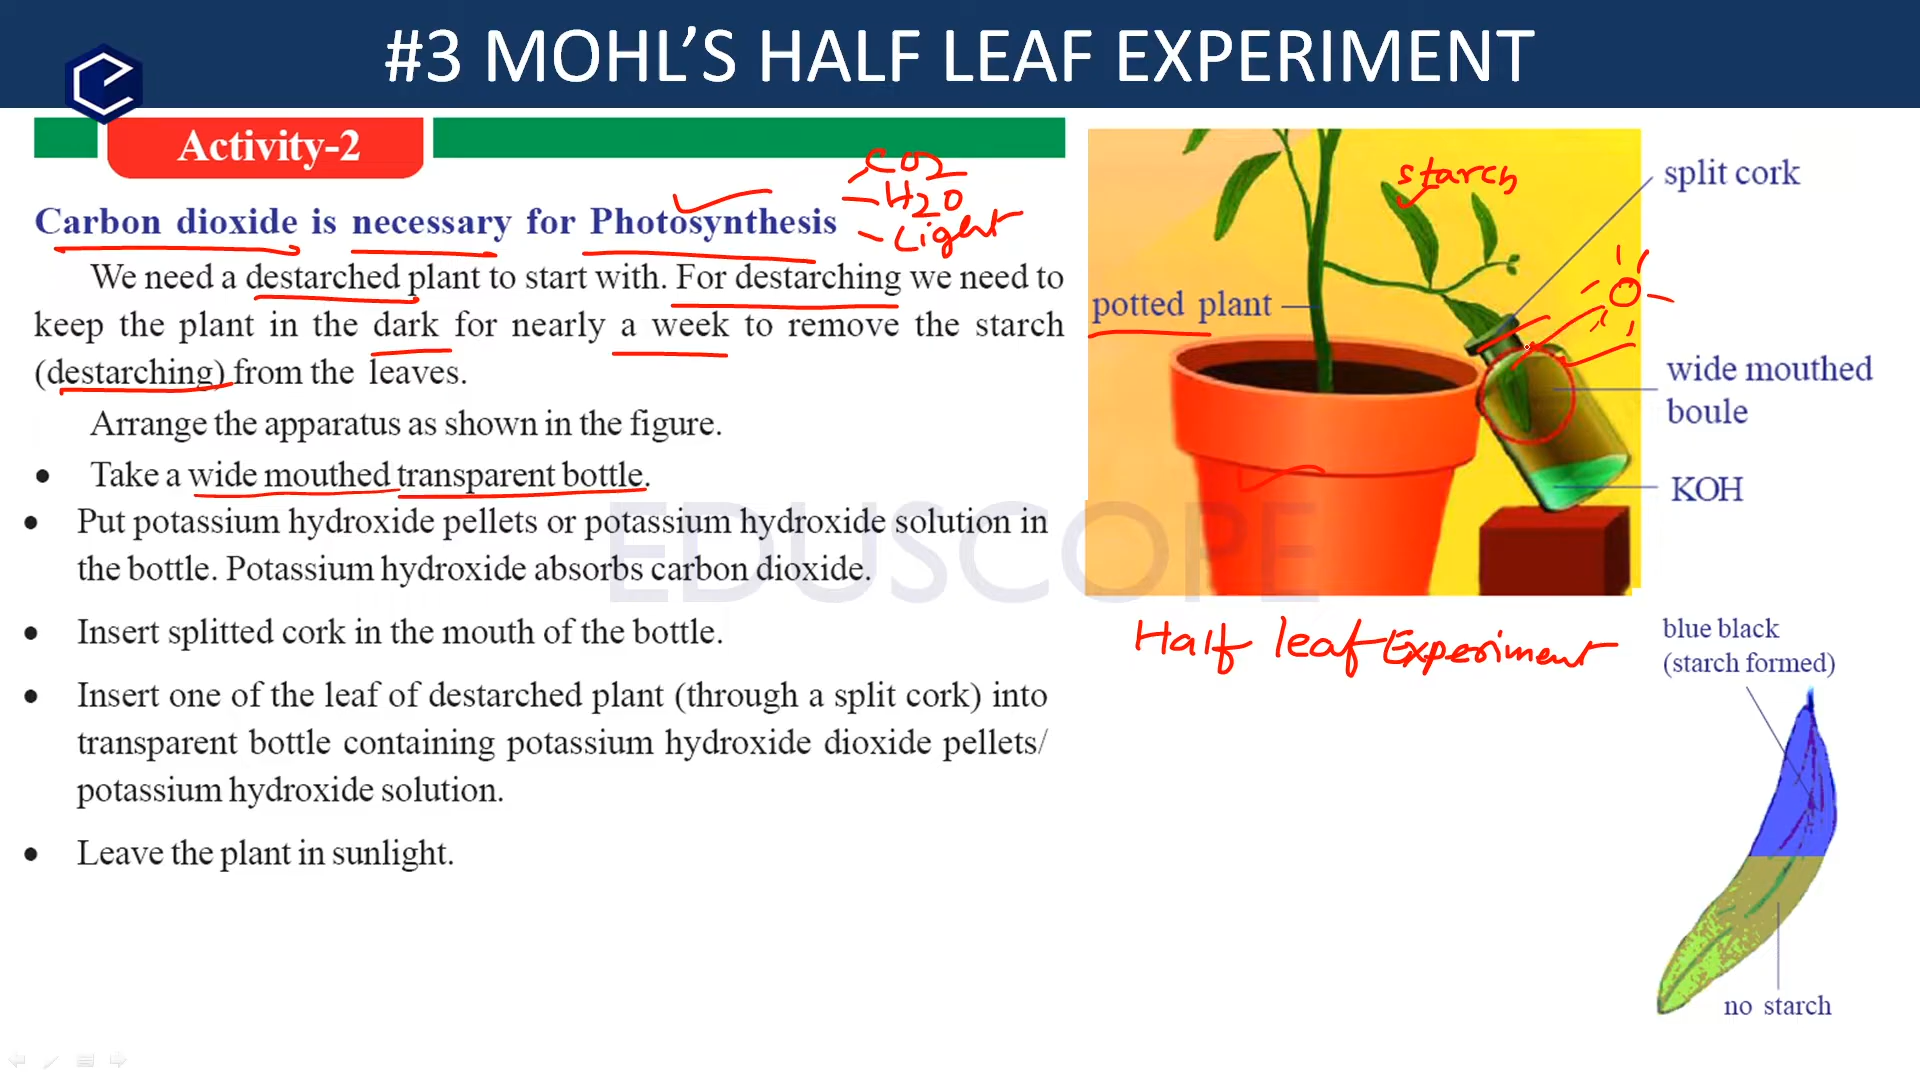 #3 MOHL’S HALF LEAF EXPERIMENT
Activity-2
Carbon dioxide is necessary for Photosynthesis
CO2
H2O
Light
We need a destarched plant to start with. For destarching we need to
keep the plant in the dark for nearly a week to remove the starch
(destarching) from the leaves.
Arrange the apparatus as shown in the figure.
• Take a wide mouthed transparent bottle.
• Put potassium hydroxide pellets or potassium hydroxide solution in
the bottle. Potassium hydroxide absorbs carbon dioxide.
• Insert splitted cork in the mouth of the bottle.
• Insert one of the leaf of destarched plant (through a split cork) into
transparent bottle containing potassium hydroxide dioxide pellets/
potassium hydroxide solution.
• Leave the plant in sunlight.
EDUSCOPE
starch
split cork
potted plant
wide mouthed
boule
KOH
Half leaf Experiment
blue black
(starch formed)
no starch